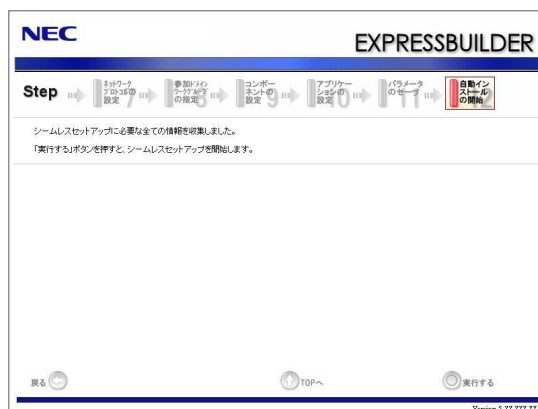 NEC
EXPRESSBUILDER
Step
ネットワーク
プロトコルの
設定
7
参加ドメイン
ワークグループ
の指定
8
コンポー
ネントの
設定
9
アプリケー
ションの
設定
10
パラメータ
のセーブ
11
自動イン
ストール
の開始
12
シームレスセットアップに必要な全ての情報を収集しました。
「実行する」ボタンを押すと、シームレスセットアップを開始します。
戻る
TOPへ
実行する